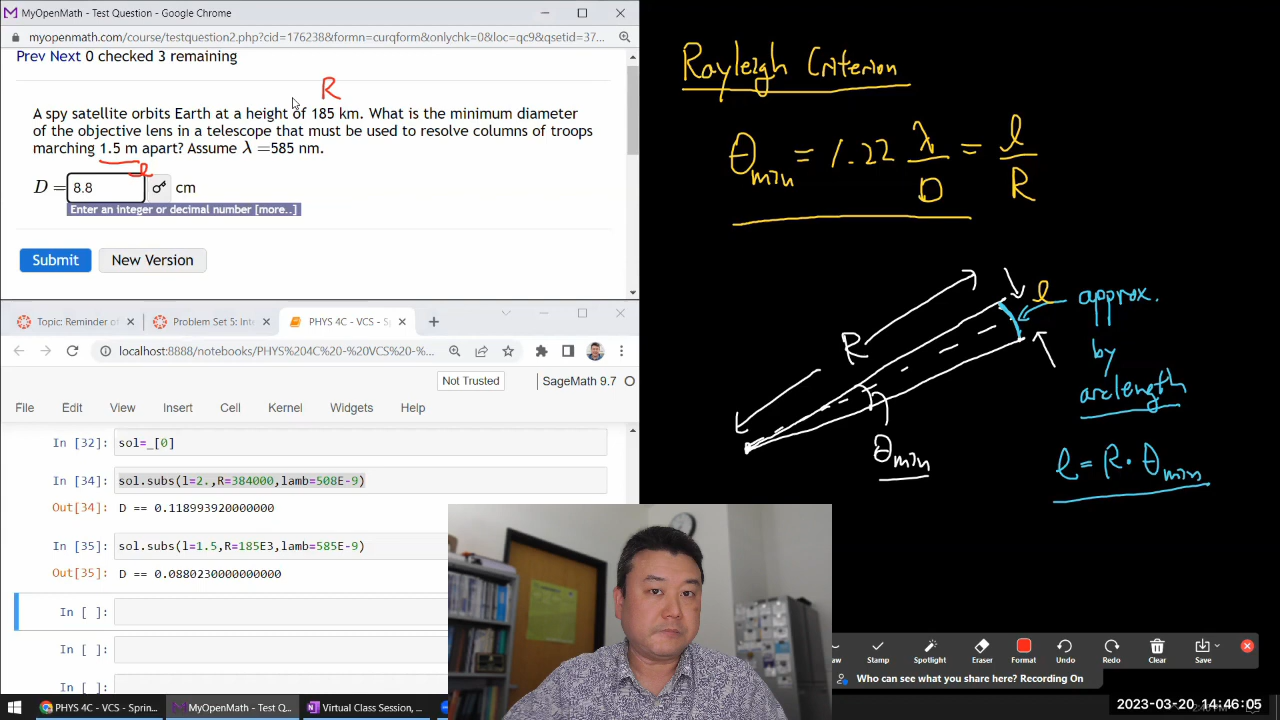 MyOpenMath - Test Question - Google Chrome
myopenmath.com/course/testquestion2.php?cid=176238&formn=curqform&onlychk=0&loc=qc9&qsetid=37...
Prev Next 0 checked 3 remaining
R
A spy satellite orbits Earth at a height of 185 km. What is the minimum diameter
of the objective lens in a telescope that must be used to resolve columns of troops
marching 1.5 m apart? Assume λ =585 nm.
l
D = 8.8 cm
Enter an integer or decimal number [more..]
Submit New Version
Topic: Reminder o Problem Set 5: Int PHYS 4C - VCS - S
localhost:8888/notebooks/PHYS%204C%20-%20VCS%20-%...
Not Trusted SageMath 9.7
File Edit View Insert Cell Kernel Widgets Help
In [32]: sol=_[0]
In [34]: sol.subs(l=2.,R=384000,lamb=508E-9)
Out[34]: D == 0.118993920000000
In [35]: sol.subs(l=1.5,R=185E3,lamb=585E-9)
Out[35]: D == 0.0880230000000000
In [ ]:
In [ ]:
In [ ]:
Rayleigh Criterion
θmin = 1.22 λ/D = l/R
R
l
θmin
approx.
by
arclength
l = R · θmin
aw Stamp Spotlight Eraser Format Undo Redo Clear Save
Who can see what you share here? Recording On
PHYS 4C - VCS - Sprin... MyOpenMath - Test Q... Virtual Class Session, ...
2023-03-20 14:46:05